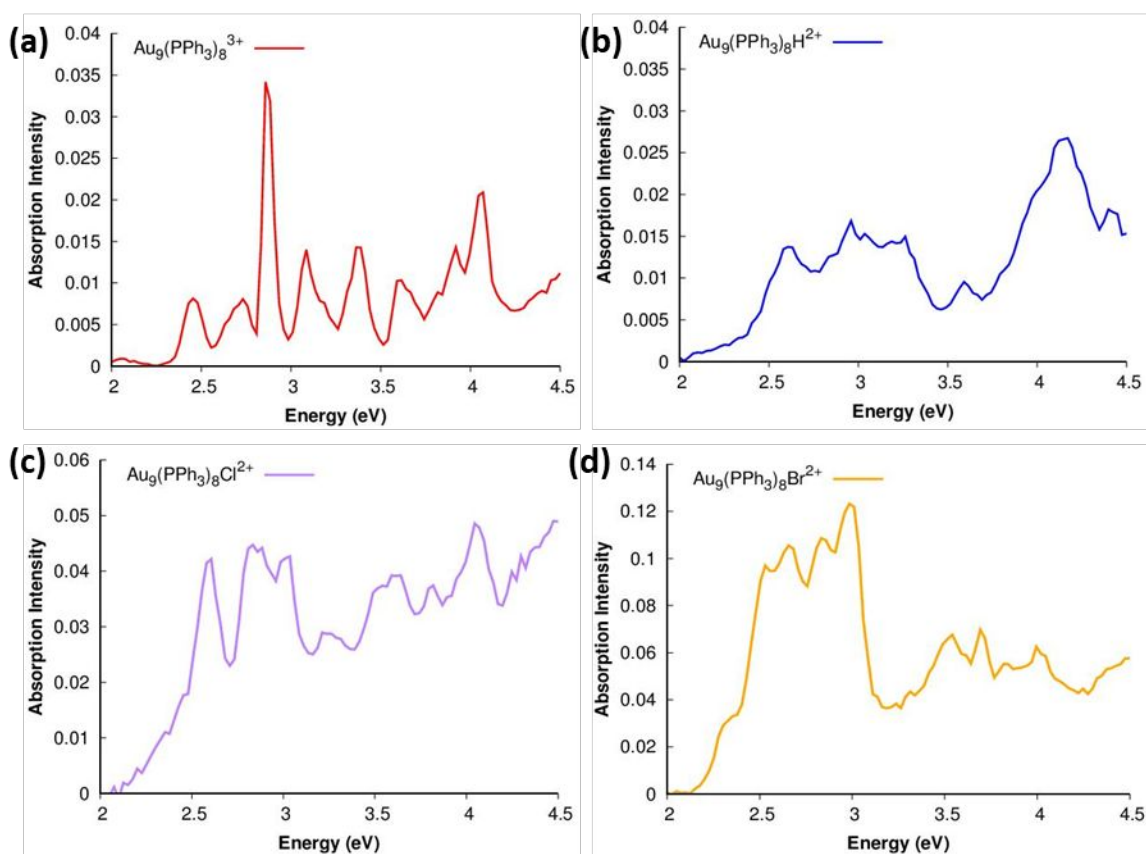 (a)
Au9(PPh3)8^3+
0.04
0.035
0.03
0.025
0.02
0.015
0.01
0.005
0
Absorption Intensity
2 2.5 3 3.5 4 4.5
Energy (eV)
(b)
Au9(PPh3)8H^2+
0.04
0.035
0.03
0.025
0.02
0.015
0.01
0.005
0
Absorption Intensity
2 2.5 3 3.5 4 4.5
Energy (eV)
(c)
Au9(PPh3)8Cl^2+
0.06
0.05
0.04
0.03
0.02
0.01
0
Absorption Intensity
2 2.5 3 3.5 4 4.5
Energy (eV)
(d)
Au9(PPh3)8Br^2+
0.14
0.12
0.1
0.08
0.06
0.04
0.02
0
Absorption Intensity
2 2.5 3 3.5 4 4.5
Energy (eV)